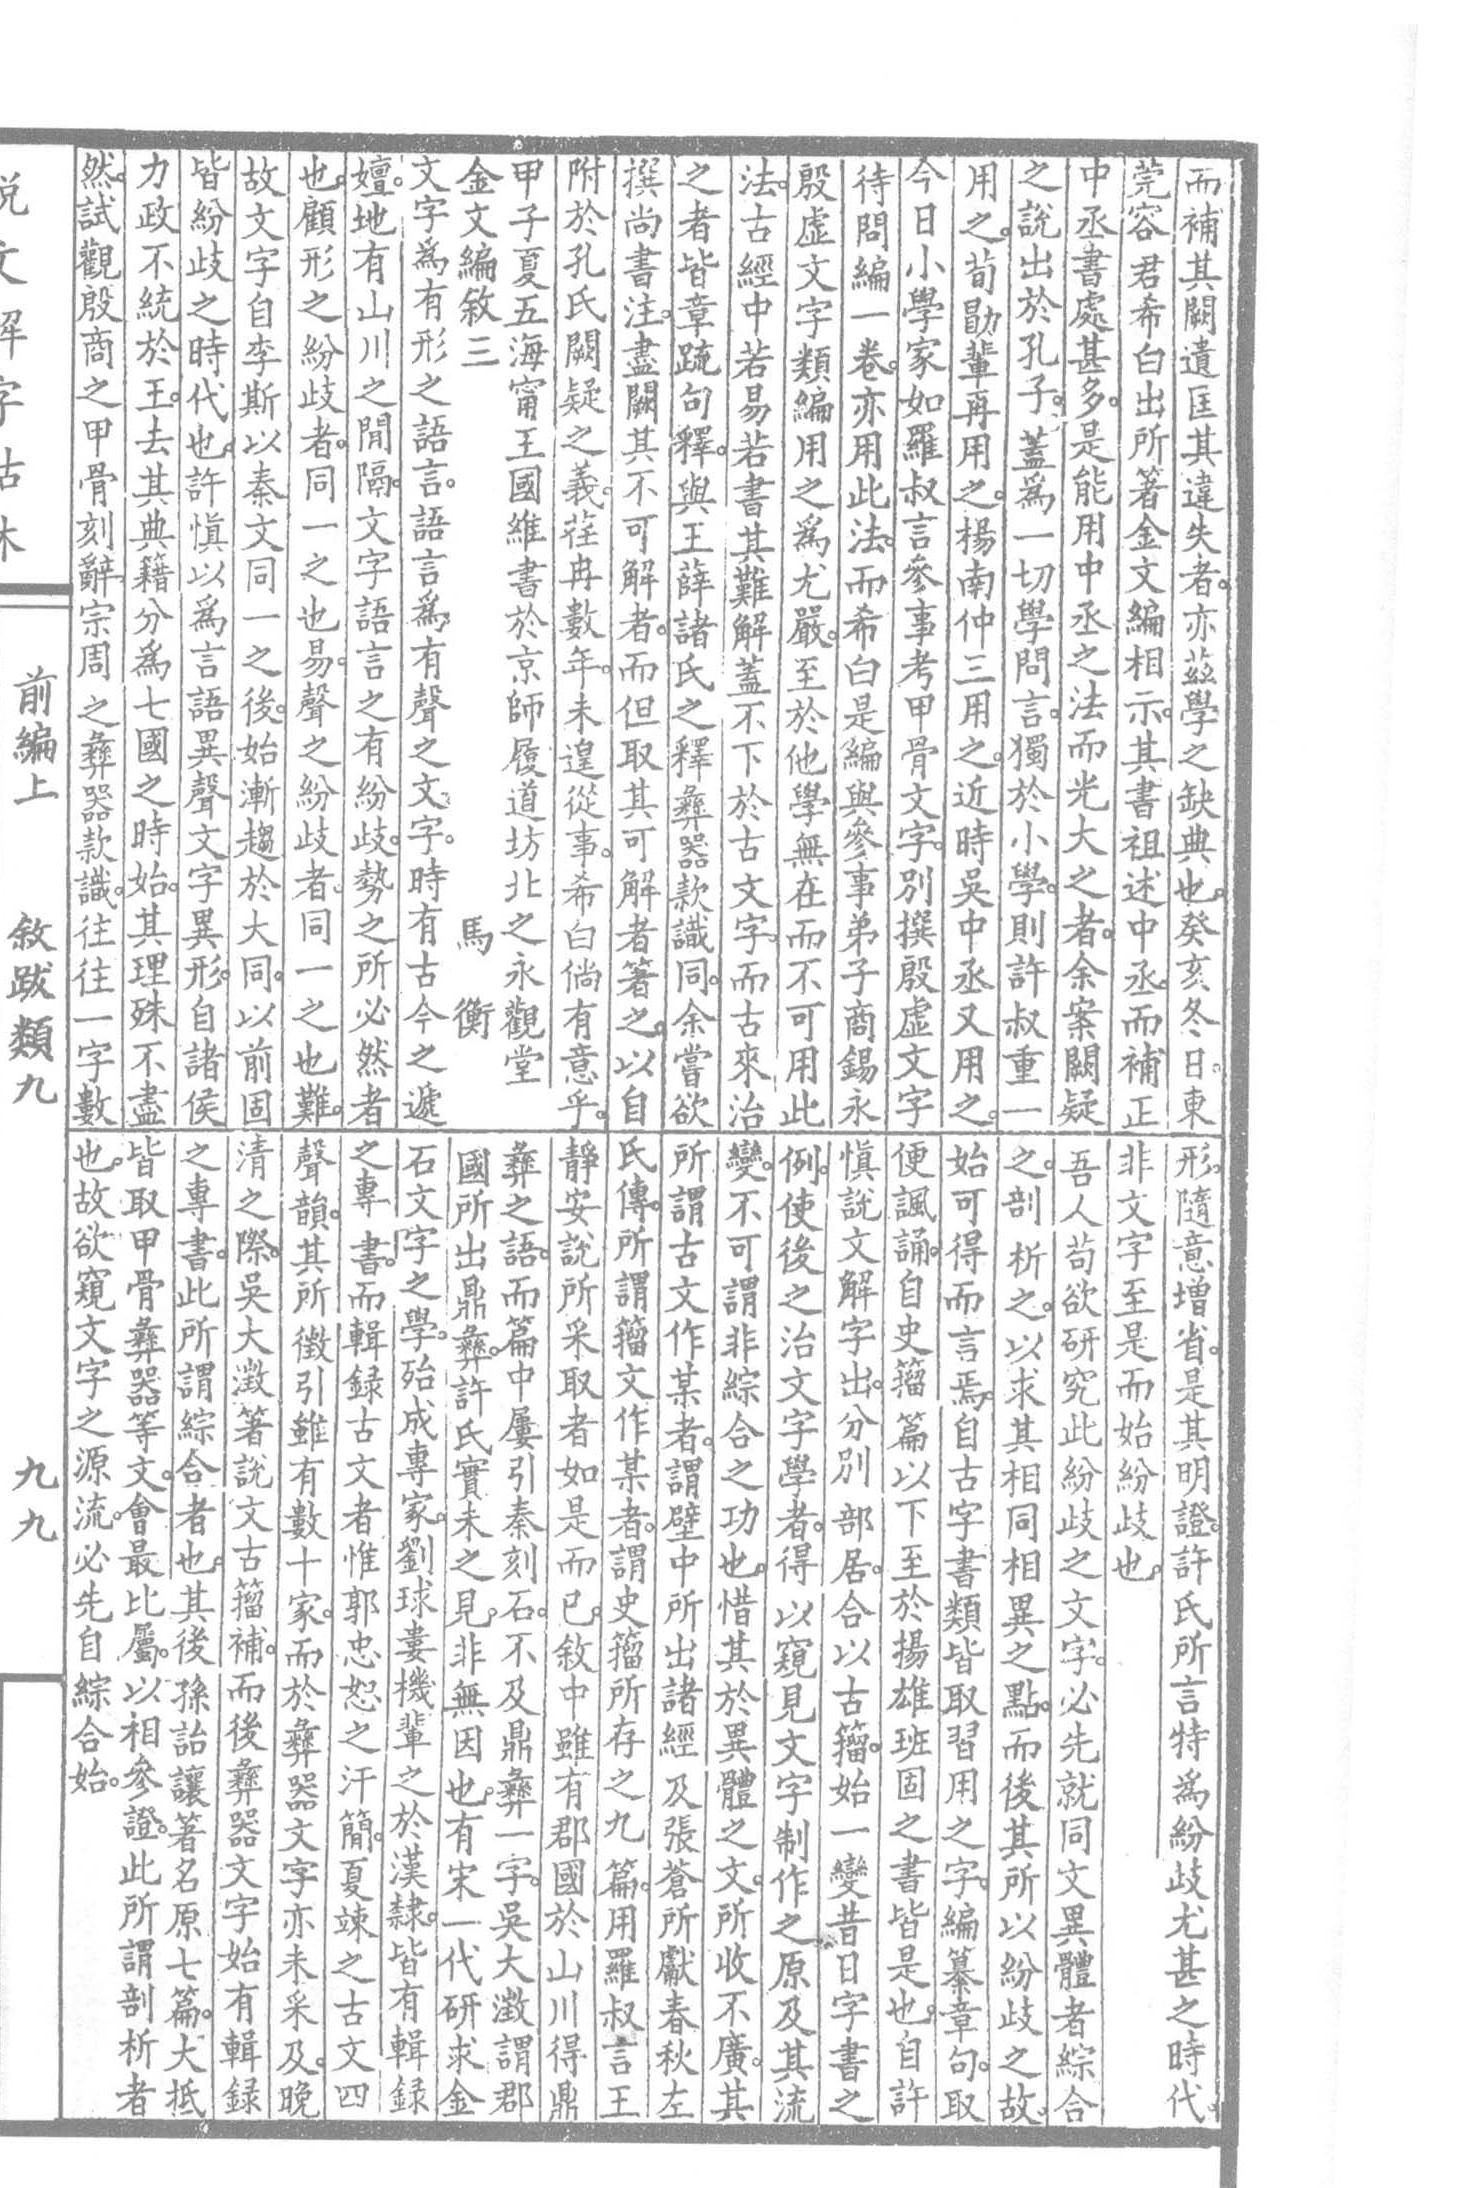 而補其闕遺匡其違失者。亦茲學之缺典也。癸亥冬日。東
莞容君希白出所著金文編相示。其書祖述中丞。而補正
中丞書處甚多。是能用中丞之法而光大之者。余案闕疑
之說出於孔子。蓋為一切學問言。獨於小學。則許叔重一
用之。荀勖輩再用之。楊南仲三用之。近時吳中丞又用之。
今日小學家如羅叔言參事考甲骨文字。別撰殷虛文字
待問編一卷。亦用此法。而希白是編與參事弟子商錫永
殷虛文字類編用之為尤嚴。至於他學無在而不可用此
法。古經中若易若書其難解蓋不下於古文字。而古來治
之者皆章疏句釋。與王薛諸氏之釋彝器款識同。余嘗欲
撰尚書注。盡闕其不可解者。而但取其可解者箸之。以自
附於孔氏闕疑之義。荏冉數年。未遑從事。希白倘有意乎。
甲子夏五海甯王國維書於京師履道坊北之永觀堂
金文編敘三　馬衡
文字為有形之語言。語言為有聲之文字。時有古今之遞
嬗。地有山川之間隔。文字語言之有紛歧。勢之所必然者
也。顧形之紛歧者。同一之也易。聲之紛歧者。同一之也難。
故文字自李斯以秦文同一之後。始漸趨於大同。以前固
皆紛歧之時代也。許慎以為言語異聲文字異形。自諸侯
力政不統於王。去其典籍分為七國之時始。其理殊不盡
然。試觀殷商之甲骨刻辭宗周之彝器款識。往往一字數
形。隨意增省。是其明證。許氏所言特為紛歧尤甚之時代。
非文字至是而始紛歧也。
吾人苟欲研究此紛歧之文字。必先就同文異體者綜合
之。剖析之。以求其相同相異之點。而後其所以紛歧之故。
始可得而言焉。自古字書類皆取習用之字。編纂章句。取
便諷誦。自史籀篇以下至於揚雄班固之書皆是也。自許
慎說文解字出。分別部居。合以古籀。始一變昔日字書之
例。使後之治文字學者。得以窺見文字制作之原及其流
變。不可謂非綜合之功也。惜其於異體之文。所收不廣。其
所謂古文作某者。謂壁中所出諸經及張蒼所獻春秋左
氏傳。所謂籀文作某者。謂史籀所存之九篇。用羅叔言王
靜安說所采取者如是而已。敘中雖有郡國於山川得鼎
彝之語。而篇中屢引秦刻石。不及鼎彝一字。吳大澂謂郡
國所出鼎彝。許氏實未之見。非無因也。有宋一代研求金
石文字之學。殆成專家。劉球婁機輩之於漢隸。皆有輯錄
之專書。而輯錄古文者惟郭忠恕之汗簡。夏竦之古文四
聲韻。其所徵引雖有數十家。而於彝器文字亦未采及。晚
清之際。吳大澂著說文古籀補。而後彝器文字始有輯錄
之專書。此所謂綜合者也。其後孫詒讓著名原七篇。大抵
皆取甲骨彝器等文。會最比屬。以相參證。此所謂剖析者
也。故欲窺文字之源流。必先自綜合始。
說文解字詁林
前編上
敘跋類九
九九